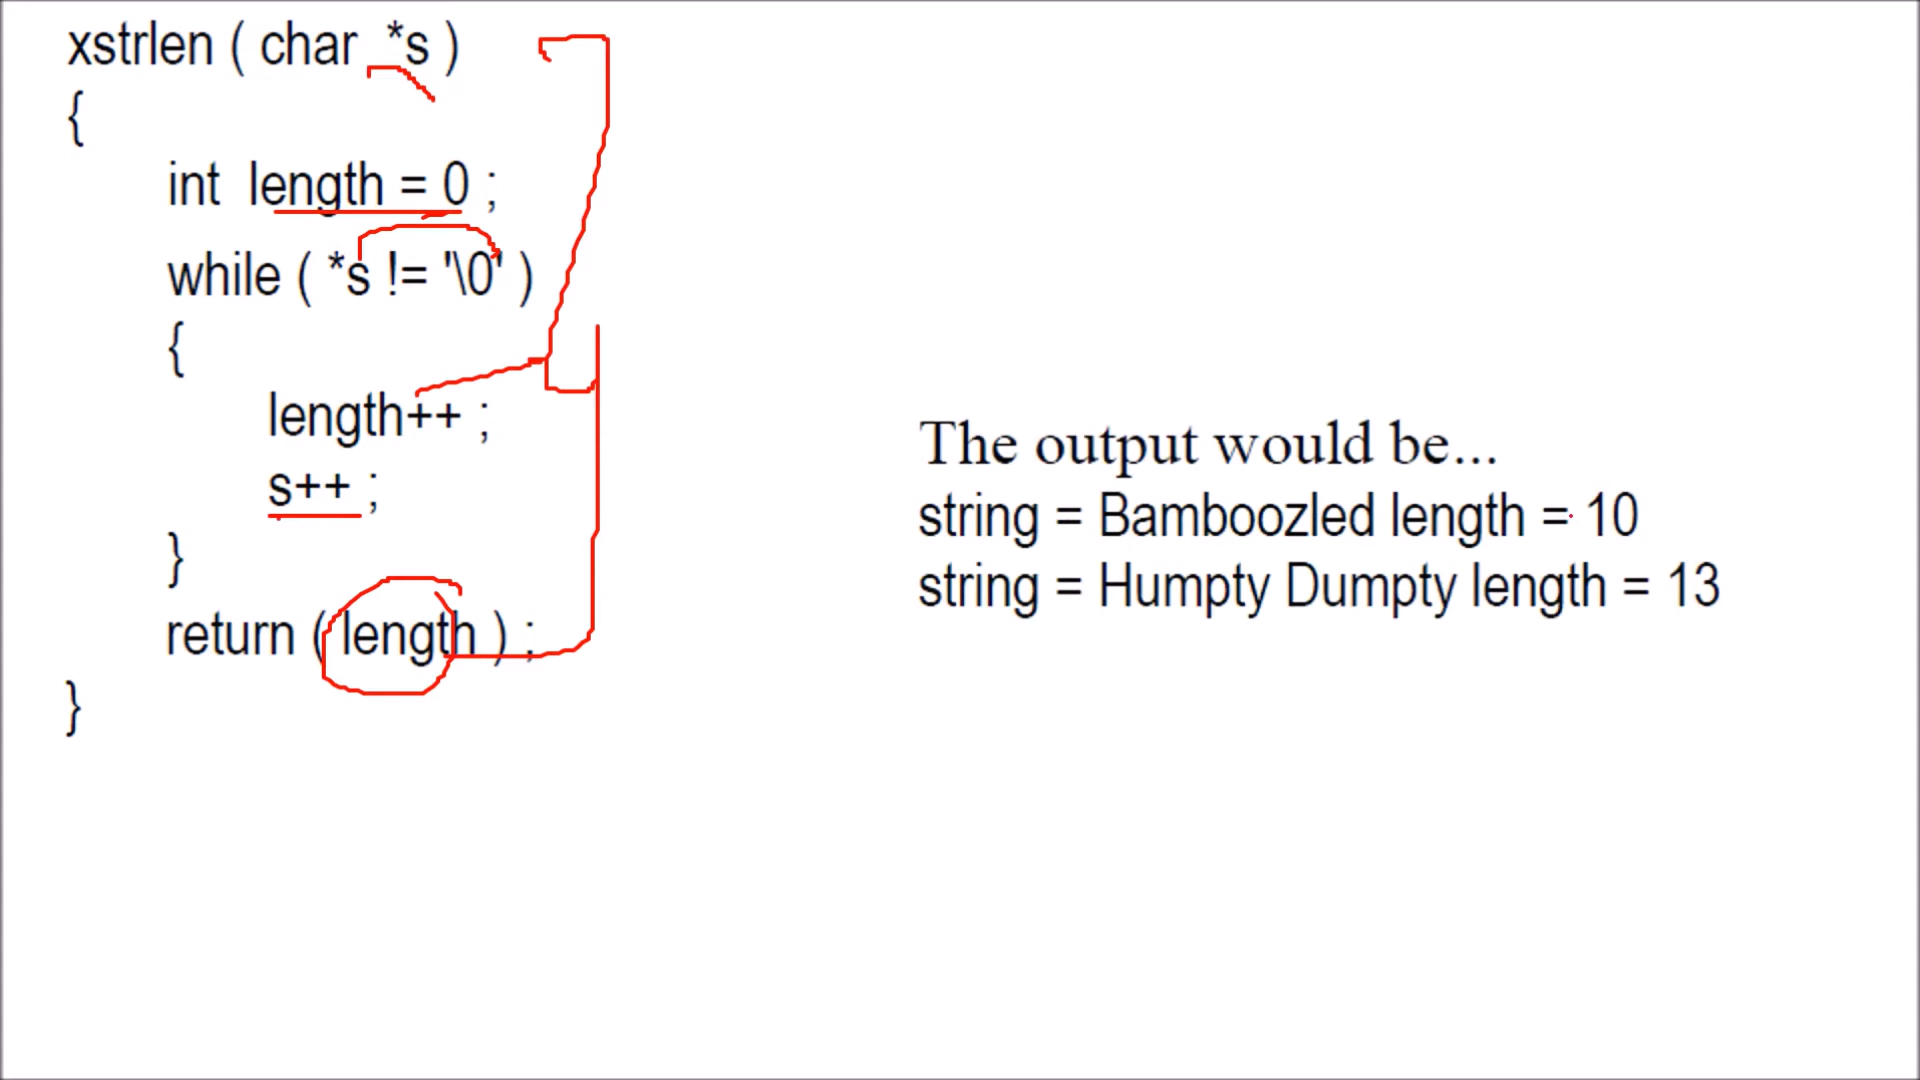 xstrlen ( char *s )
{
int length = 0 ;
while ( *s != '\0' )
{
length++ ;
s++ ;
}
return ( length ) ;
}
The output would be...
string = Bamboozled length = 10
string = Humpty Dumpty length = 13